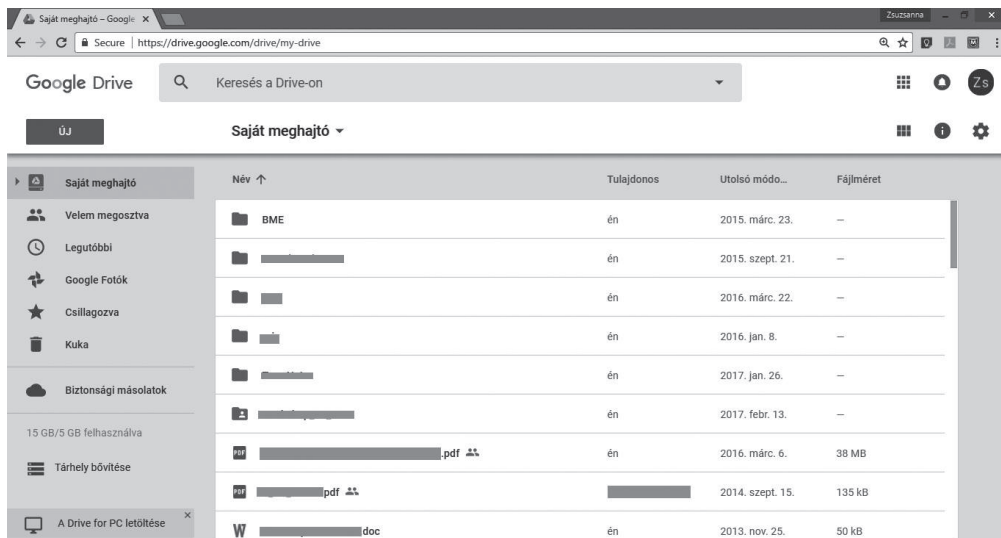 Saját meghajtó – Google
Zsuzsanna
Secure | https://drive.google.com/drive/my-drive
Google Drive
Keresés a Drive-on
Zs
ÚJ
Saját meghajtó
Saját meghajtó
Velem megosztva
Legutóbbi
Google Fotók
Csillagozva
Kuka
Biztonsági másolatok
15 GB/5 GB felhasználva
Tárhely bővítése
A Drive for PC letöltése
Név Tulajdonos Utolsó módo... Fájlméret
BME én 2015. márc. 23. –
én 2015. szept. 21. –
én 2016. márc. 22. –
én 2016. jan. 8. –
én 2017. jan. 26. –
én 2017. febr. 13. –
PDF .pdf én 2016. márc. 6. 38 MB
PDF pdf 2014. szept. 15. 135 kB
W doc én 2013. nov. 25. 50 kB